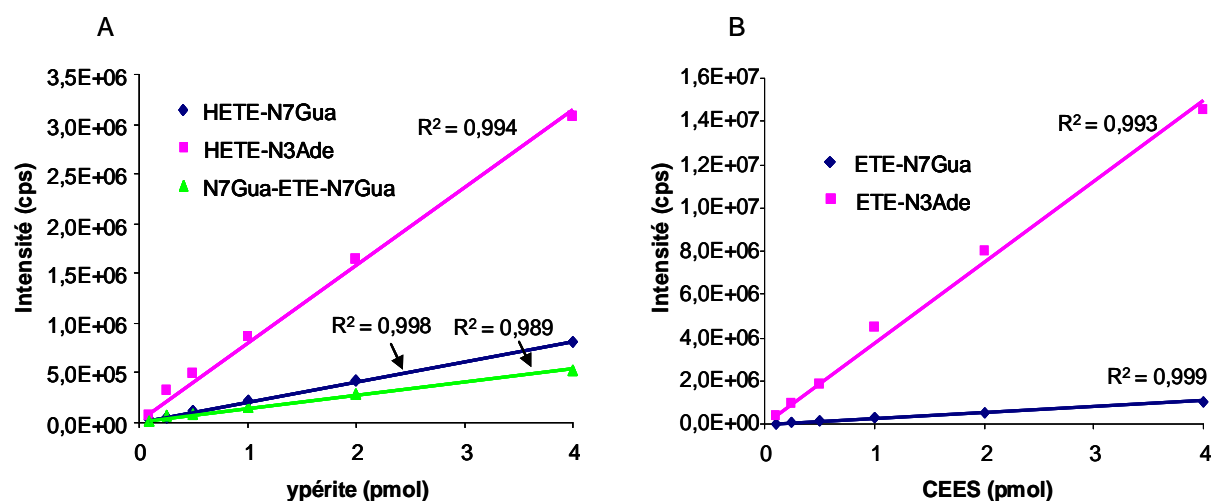 A
Intensité (cps)
3,5E+06
3,0E+06
2,5E+06
2,0E+06
1,5E+06
1,0E+06
5,0E+05
0,0E+00
HETE-N7Gua
HETE-N3Ade
N7Gua-ETE-N7Gua
R² = 0,994
R² = 0,998
R² = 0,989
0 1 2 3 4
ypérite (pmol)
B
Intensité (cps)
1,6E+07
1,4E+07
1,2E+07
1,0E+07
8,0E+06
6,0E+06
4,0E+06
2,0E+06
0,0E+00
ETE-N7Gua
ETE-N3Ade
R² = 0,993
R² = 0,999
0 1 2 3 4
CEES (pmol)